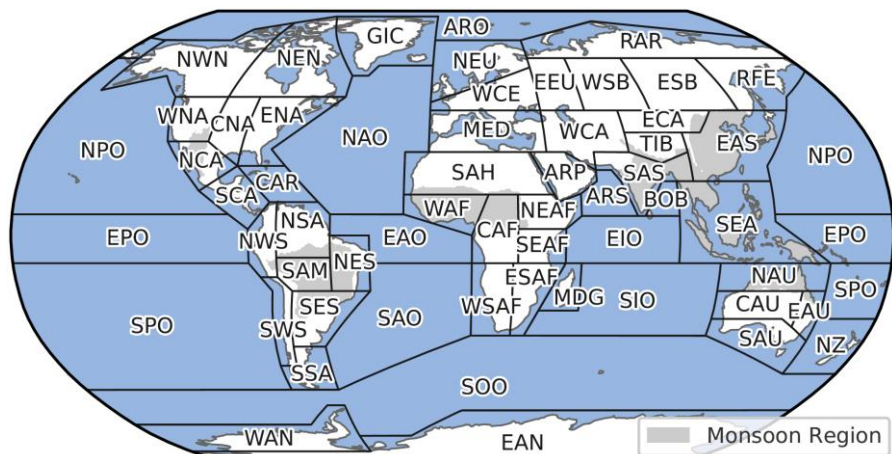 ARO
GIC
RAR
NWN
NEN
NEU
RFE
EEU
WSB
ESB
WCE
WNA
CNA
ENA
ECA
NAO
MED
WCA
TIB
EAS
NPO
NCA
SAH
ARP
SAS
NPO
SCA
CAR
ARS
BOB
NSA
WAF
NEAF
CAF
SEA
EPO
NWS
EAO
SEAF
EIO
EPO
NES
SAM
ESAF
NAU
SES
WSAF
MDG
SIO
CAU
SPO
EAU
SPO
SWS
SAO
SAU
NZ
SSA
SOO
WAN
EAN
Monsoon Region